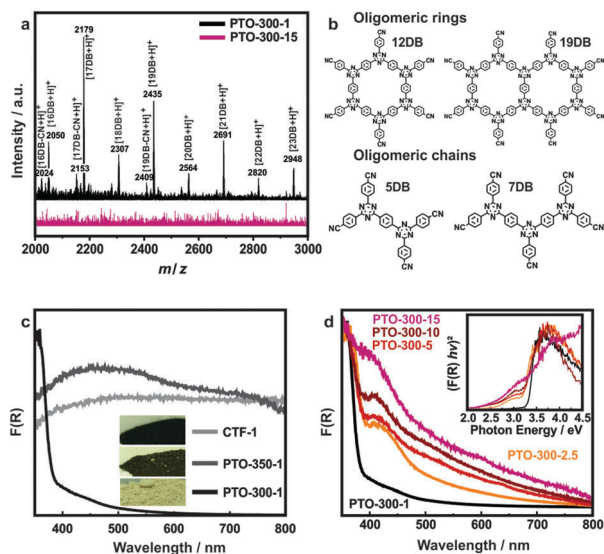 a
PTO-300-1
PTO-300-15
Intensity / a.u.
m/z
2000
2200
2400
2600
2800
3000
[16DB-CN+H]+
2024
[16DB+H]+
2050
[17DB-CN+H]+
2153
2179
[17DB+H]+
[18DB+H]+
2307
[19DB-CN+H]+
2409
[19DB+H]+
2435
[20DB+H]+
2564
[21DB+H]+
2691
[22DB+H]+
2820
[23DB+H]+
2948
b
Oligomeric rings
12DB
19DB
Oligomeric chains
5DB
7DB
c
F(R)
CTF-1
PTO-350-1
PTO-300-1
400
500
600
700
800
Wavelength / nm
d
PTO-300-15
PTO-300-10
PTO-300-5
PTO-300-2.5
PTO-300-1
F(R)
400
500
600
700
800
Wavelength / nm
(F(R) hν)²
2.0
2.5
3.0
3.5
4.0
4.5
Photon Energy / eV